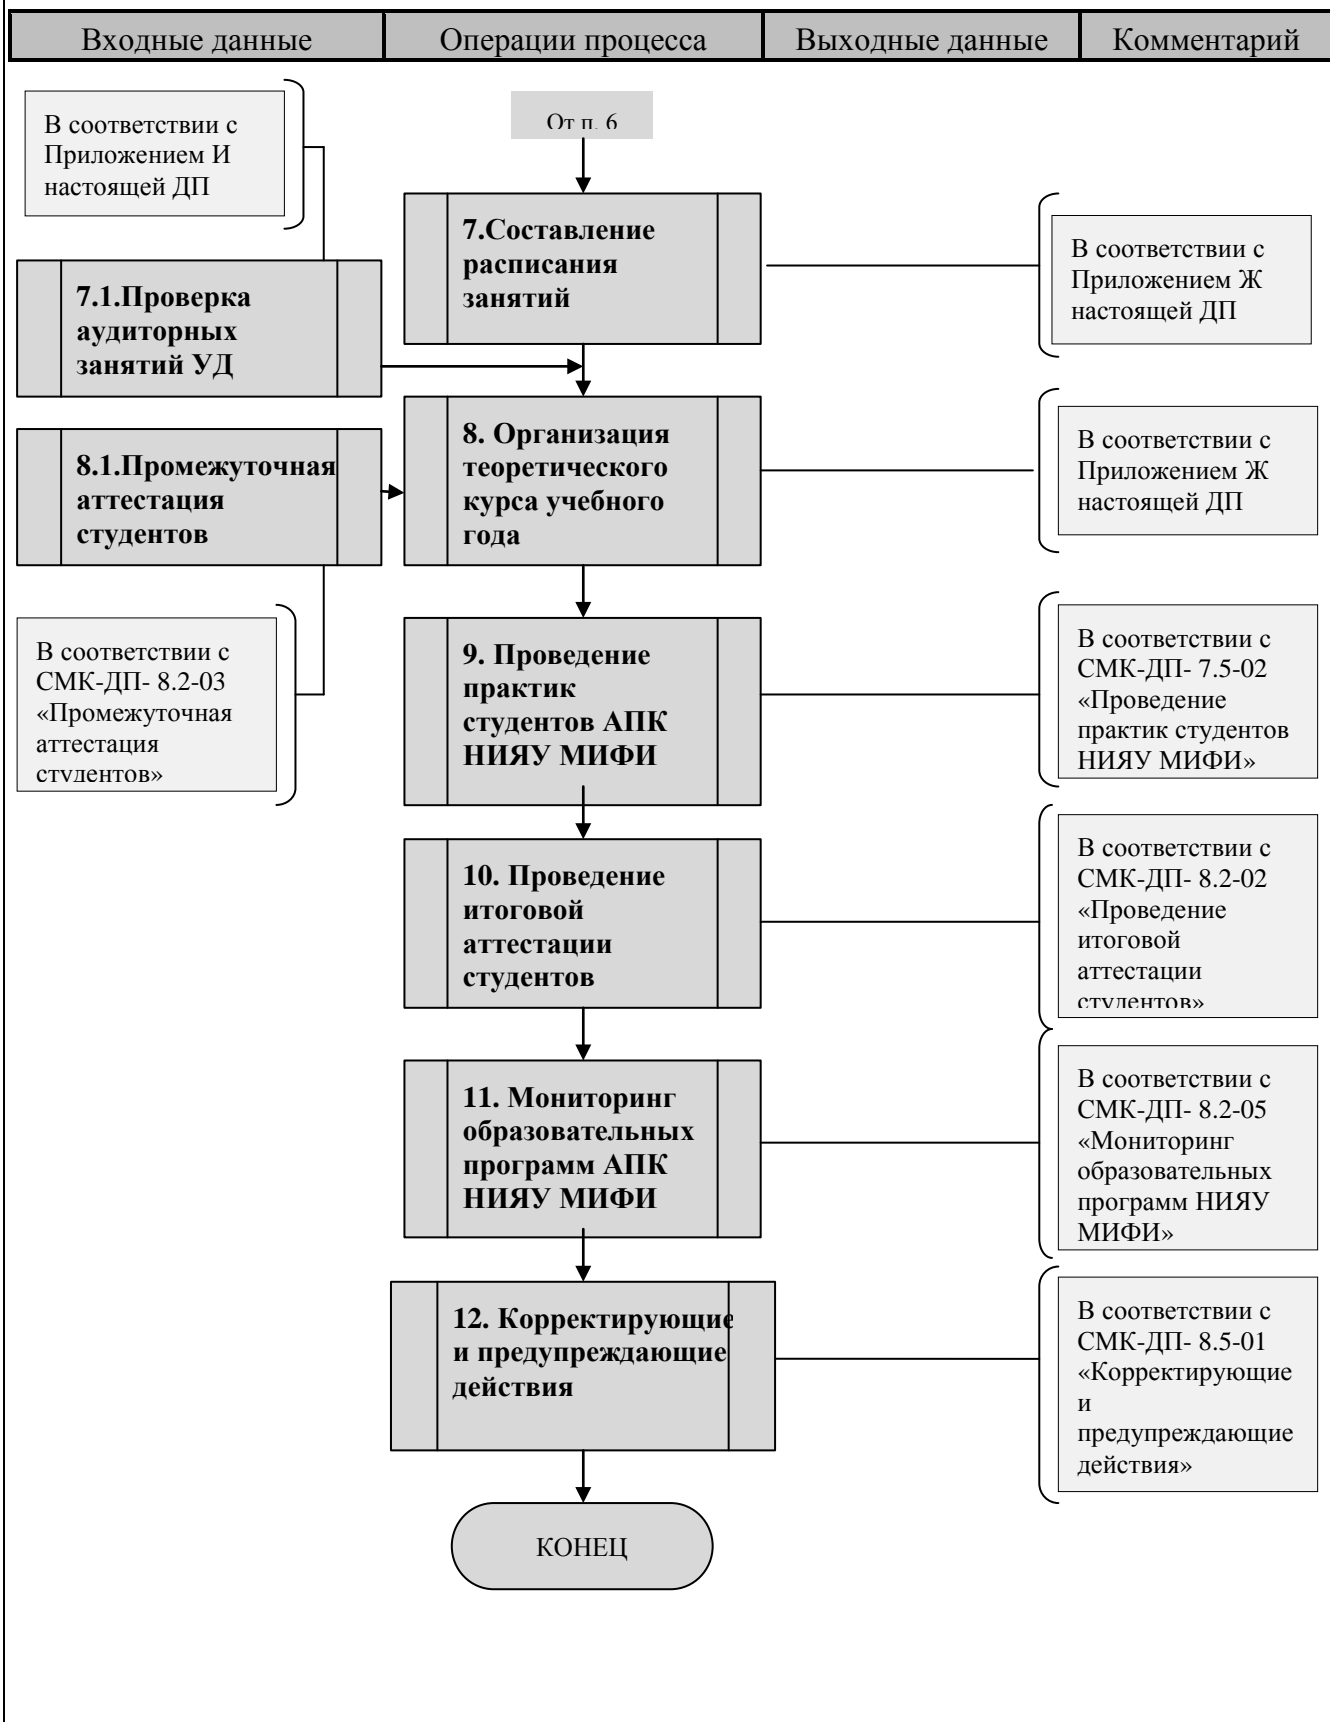 Входные данные
Операции процесса
Выходные данные
Комментарий
В соответствии с
Приложением И
настоящей ДП
От п. 6
7.Составление
расписания
занятий
В соответствии с
Приложением Ж
настоящей ДП
7.1.Проверка
аудиторных
занятий УД
8. Организация
теоретического
курса учебного
года
В соответствии с
Приложением Ж
настоящей ДП
8.1.Промежуточная
аттестация
студентов
В соответствии с
СМК-ДП- 8.2-03
«Промежуточная
аттестация
студентов»
9. Проведение
практик
студентов АПК
НИЯУ МИФИ
В соответствии с
СМК-ДП- 7.5-02
«Проведение
практик студентов
НИЯУ МИФИ»
10. Проведение
итоговой
аттестации
студентов
В соответствии с
СМК-ДП- 8.2-02
«Проведение
итоговой
аттестации
студентов»
11. Мониторинг
образовательных
программ АПК
НИЯУ МИФИ
В соответствии с
СМК-ДП- 8.2-05
«Мониторинг
образовательных
программ НИЯУ
МИФИ»
12. Корректирующие
и предупреждающие
действия
В соответствии с
СМК-ДП- 8.5-01
«Корректирующие
и
предупреждающие
действия»
КОНЕЦ